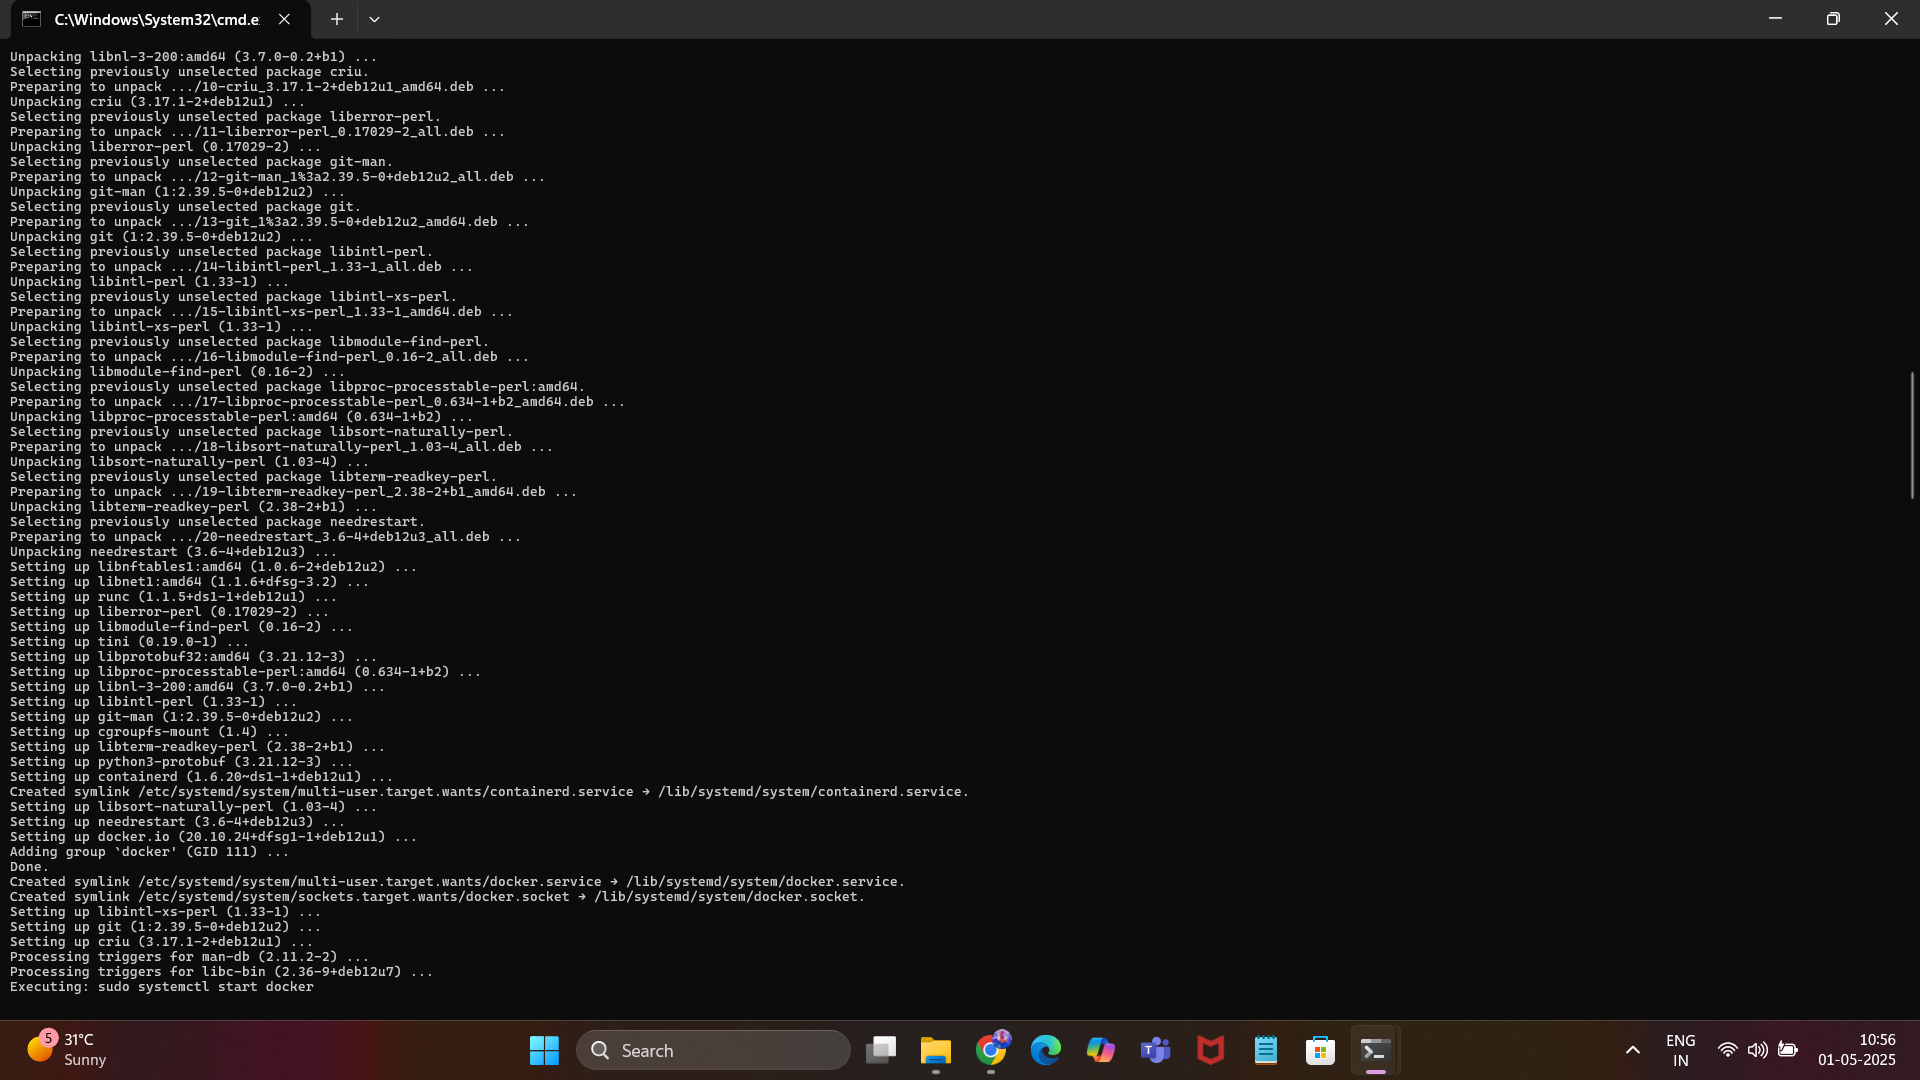 C:\Windows\System32\cmd.e
Unpacking libnl-3-200:amd64 (3.7.0-0.2+b1) ...
Selecting previously unselected package criu.
Preparing to unpack .../10-criu_3.17.1-2+deb12u1_amd64.deb ...
Unpacking criu (3.17.1-2+deb12u1) ...
Selecting previously unselected package liberror-perl.
Preparing to unpack .../11-liberror-perl_0.17029-2_all.deb ...
Unpacking liberror-perl (0.17029-2) ...
Selecting previously unselected package git-man.
Preparing to unpack .../12-git-man_1%3a2.39.5-0+deb12u2_all.deb ...
Unpacking git-man (1:2.39.5-0+deb12u2) ...
Selecting previously unselected package git.
Preparing to unpack .../13-git_1%3a2.39.5-0+deb12u2_amd64.deb ...
Unpacking git (1:2.39.5-0+deb12u2) ...
Selecting previously unselected package libintl-perl.
Preparing to unpack .../14-libintl-perl_1.33-1_all.deb ...
Unpacking libintl-perl (1.33-1) ...
Selecting previously unselected package libintl-xs-perl.
Preparing to unpack .../15-libintl-xs-perl_1.33-1_amd64.deb ...
Unpacking libintl-xs-perl (1.33-1) ...
Selecting previously unselected package libmodule-find-perl.
Preparing to unpack .../16-libmodule-find-perl_0.16-2_all.deb ...
Unpacking libmodule-find-perl (0.16-2) ...
Selecting previously unselected package libproc-processtable-perl:amd64.
Preparing to unpack .../17-libproc-processtable-perl_0.634-1+b2_amd64.deb ...
Unpacking libproc-processtable-perl:amd64 (0.634-1+b2) ...
Selecting previously unselected package libsort-naturally-perl.
Preparing to unpack .../18-libsort-naturally-perl_1.03-4_all.deb ...
Unpacking libsort-naturally-perl (1.03-4) ...
Selecting previously unselected package libterm-readkey-perl.
Preparing to unpack .../19-libterm-readkey-perl_2.38-2+b1_amd64.deb ...
Unpacking libterm-readkey-perl (2.38-2+b1) ...
Selecting previously unselected package needrestart.
Preparing to unpack .../20-needrestart_3.6-4+deb12u3_all.deb ...
Unpacking needrestart (3.6-4+deb12u3) ...
Setting up libnftables1:amd64 (1.0.6-2+deb12u2) ...
Setting up libnet1:amd64 (1.1.6+dfsg-3.2) ...
Setting up runc (1.1.5+ds1-1+deb12u1) ...
Setting up liberror-perl (0.17029-2) ...
Setting up libmodule-find-perl (0.16-2) ...
Setting up tini (0.19.0-1) ...
Setting up libprotobuf32:amd64 (3.21.12-3) ...
Setting up libproc-processtable-perl:amd64 (0.634-1+b2) ...
Setting up libnl-3-200:amd64 (3.7.0-0.2+b1) ...
Setting up libintl-perl (1.33-1) ...
Setting up git-man (1:2.39.5-0+deb12u2) ...
Setting up cgroupfs-mount (1.4) ...
Setting up libterm-readkey-perl (2.38-2+b1) ...
Setting up python3-protobuf (3.21.12-3) ...
Setting up containerd (1.6.20~ds1-1+deb12u1) ...
Created symlink /etc/systemd/system/multi-user.target.wants/containerd.service → /lib/systemd/system/containerd.service.
Setting up libsort-naturally-perl (1.03-4) ...
Setting up needrestart (3.6-4+deb12u3) ...
Setting up docker.io (20.10.24+dfsg1-1+deb12u1) ...
Adding group `docker' (GID 111) ...
Done.
Created symlink /etc/systemd/system/multi-user.target.wants/docker.service → /lib/systemd/system/docker.service.
Created symlink /etc/systemd/system/sockets.target.wants/docker.socket → /lib/systemd/system/docker.socket.
Setting up libintl-xs-perl (1.33-1) ...
Setting up git (1:2.39.5-0+deb12u2) ...
Setting up criu (3.17.1-2+deb12u1) ...
Processing triggers for man-db (2.11.2-2) ...
Processing triggers for libc-bin (2.36-9+deb12u7) ...
Executing: sudo systemctl start docker
5
31°C
Sunny
Search
ENG
IN
10:56
01-05-2025